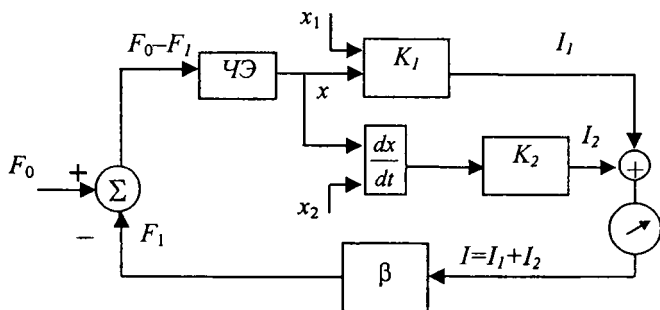 x₁
F₀–F₁
ЧЭ
K₁
I₁
x
dx
dt
K₂
I₂
+
F₀
+
Σ
–
F₁
x₂
β
I=I₁+I₂